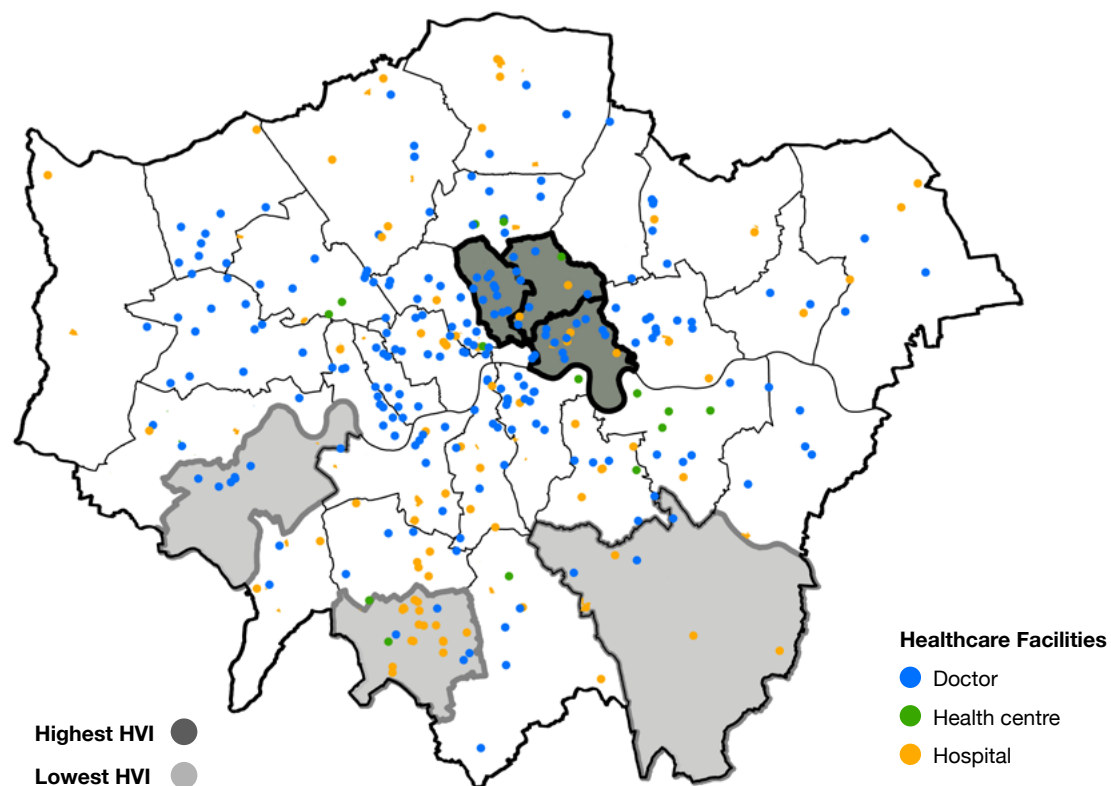 Healthcare Facilities
Doctor
Health centre
Hospital
Highest HVI
Lowest HVI